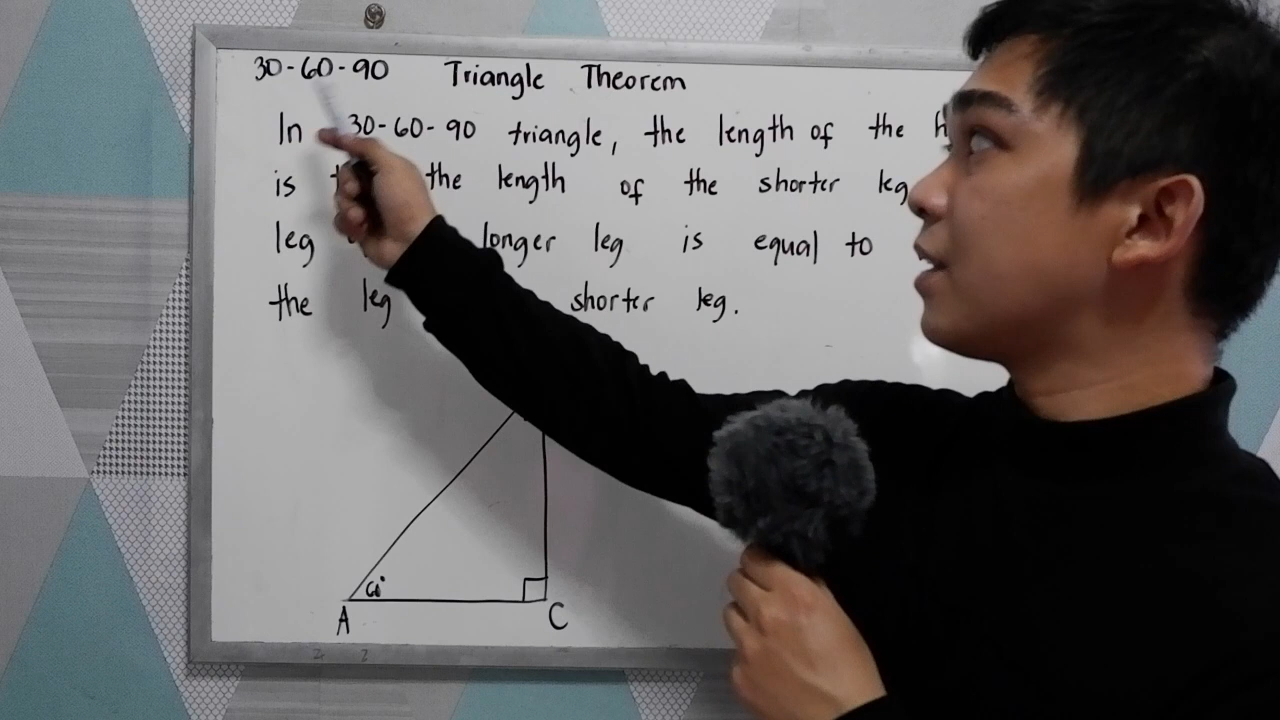 30-60-90 Triangle Theorem
In 30-60-90 triangle, the length of the
is the length of the shorter leg
leg longer leg is equal to
the leg shorter leg.
60°
A C